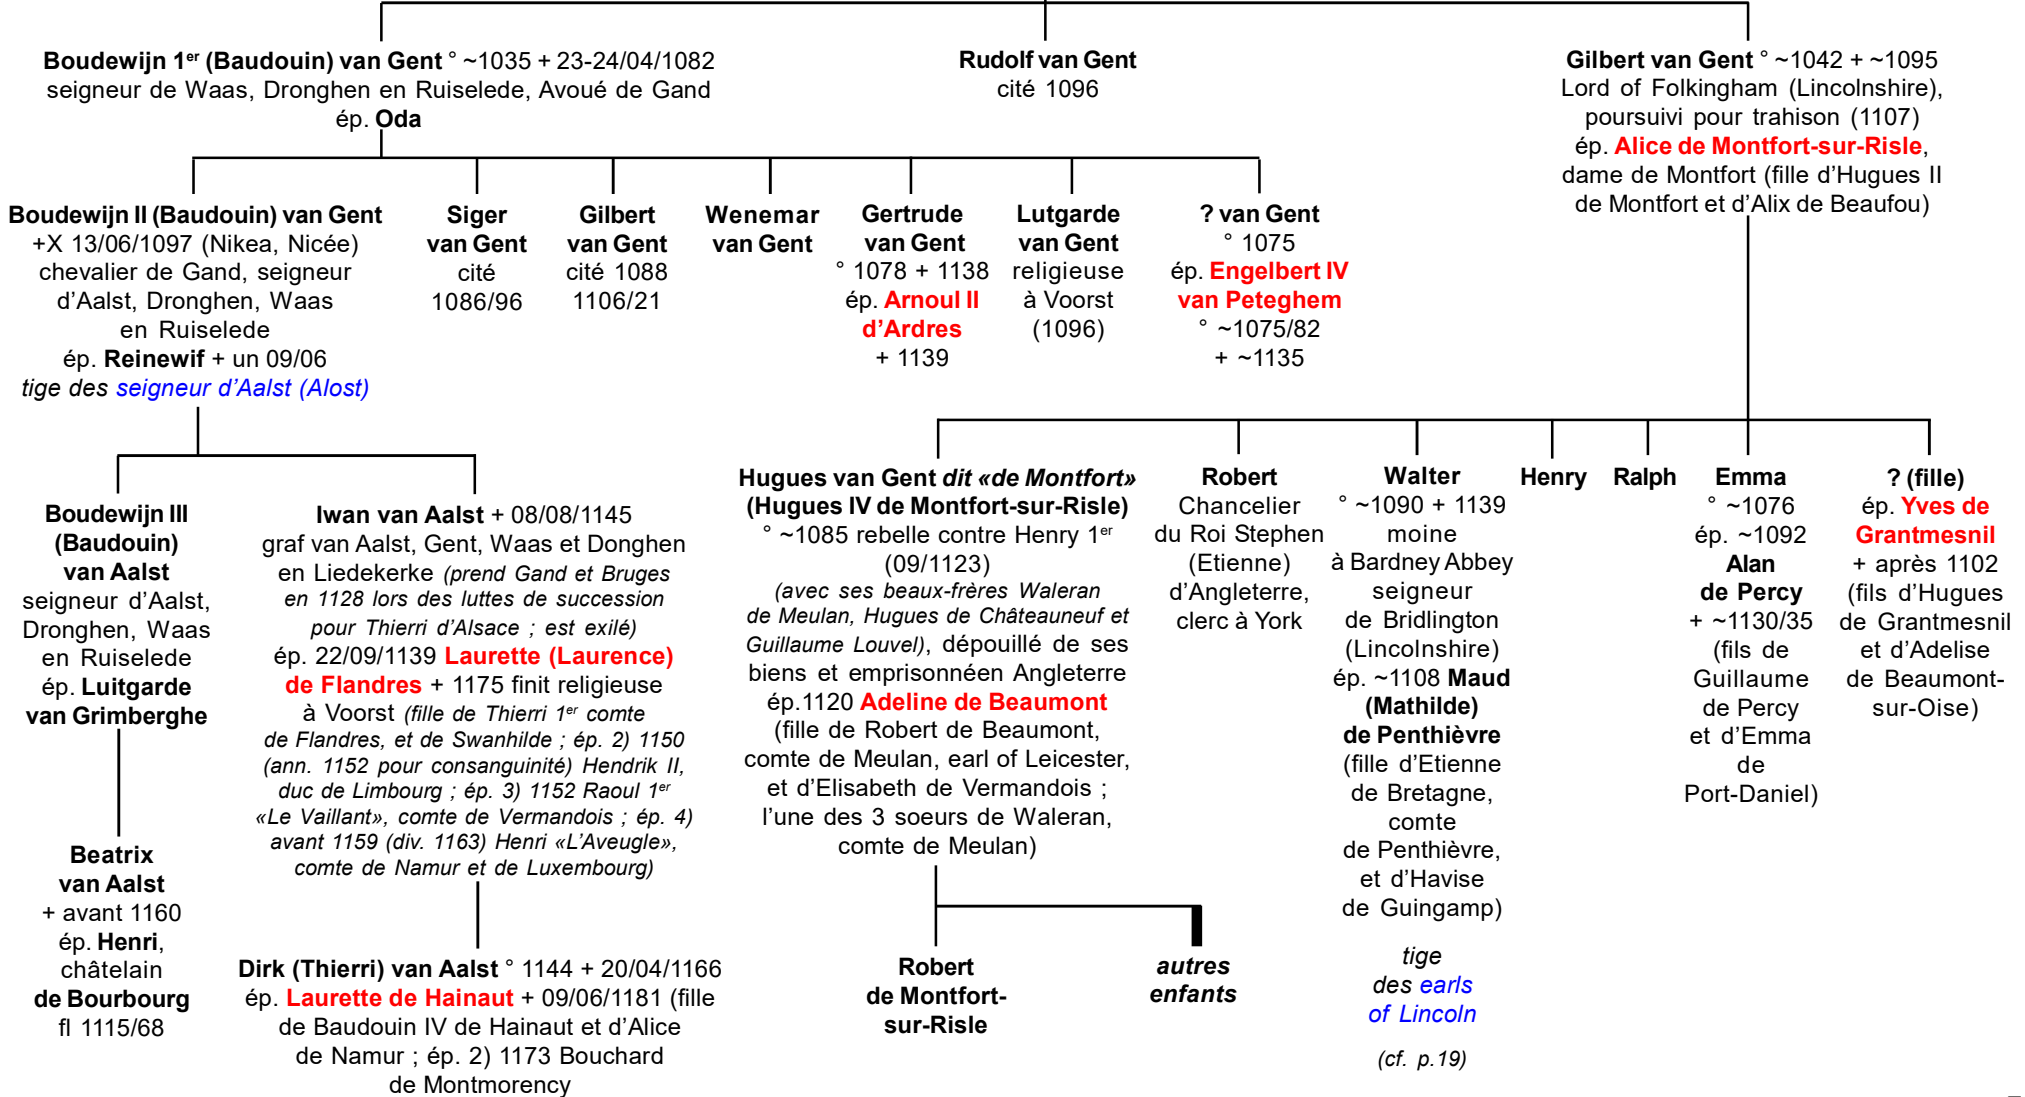 Boudewijn 1er (Baudouin) van Gent ° ~1035 + 23-24/04/1082
seigneur de Waas, Dronghen en Ruiselede, Avoué de Gand
ép. Oda
Rudolf van Gent
cité 1096
Gilbert van Gent ° ~1042 + ~1095
Lord of Folkingham (Lincolnshire),
poursuivi pour trahison (1107)
ép. Alice de Montfort-sur-Risle,
dame de Montfort (fille d’Hugues II
de Montfort et d’Alix de Beaufou)
Boudewijn II (Baudouin) van Gent
+X 13/06/1097 (Nikea, Nicée)
chevalier de Gand, seigneur
d’Aalst, Dronghen, Waas
en Ruiselede
ép. Reinewif + un 09/06
tige des seigneur d’Aalst (Alost)
Siger
van Gent
cité
1086/96
Gilbert
van Gent
cité 1088
1106/21
Wenemar
van Gent
Gertrude
van Gent
° 1078 + 1138
ép. Arnoul II
d’Ardres
+ 1139
Lutgarde
van Gent
religieuse
à Voorst
(1096)
? van Gent
° 1075
ép. Engelbert IV
van Peteghem
° ~1075/82
+ ~1135
Boudewijn III
(Baudouin)
van Aalst
seigneur d’Aalst,
Dronghen, Waas
en Ruiselede
ép. Luitgarde
van Grimberghe
Iwan van Aalst + 08/08/1145
graf van Aalst, Gent, Waas et Donghen
en Liedekerke (prend Gand et Bruges
en 1128 lors des luttes de succession
pour Thierri d’Alsace ; est exilé)
ép. 22/09/1139 Laurette (Laurence)
de Flandres + 1175 finit religieuse
à Voorst (fille de Thierri 1er comte
de Flandres, et de Swanhilde ; ép. 2) 1150
(ann. 1152 pour consanguinité) Hendrik II,
duc de Limbourg ; ép. 3) 1152 Raoul 1er
«Le Vaillant», comte de Vermandois ; ép. 4)
avant 1159 (div. 1163) Henri «L’Aveugle»,
comte de Namur et de Luxembourg)
Hugues van Gent dit «de Montfort»
(Hugues IV de Montfort-sur-Risle)
° ~1085 rebelle contre Henry 1er
(09/1123)
(avec ses beaux-frères Waleran
de Meulan, Hugues de Châteauneuf et
Guillaume Louvel), dépouillé de ses
biens et emprisonnéen Angleterre
ép.1120 Adeline de Beaumont
(fille de Robert de Beaumont,
comte de Meulan, earl of Leicester,
et d’Elisabeth de Vermandois ;
l’une des 3 soeurs de Waleran,
comte de Meulan)
Robert
Chancelier
du Roi Stephen
(Etienne)
d’Angleterre,
clerc à York
Walter
° ~1090 + 1139
moine
à Bardney Abbey
seigneur
de Bridlington
(Lincolnshire)
ép. ~1108 Maud
(Mathilde)
de Penthièvre
(fille d’Etienne
de Bretagne,
comte
de Penthièvre,
et d’Havise
de Guingamp)
tige
des earls
of Lincoln
(cf. p.19)
Henry
Ralph
Emma
° ~1076
ép. ~1092
Alan
de Percy
+ ~1130/35
(fils de
Guillaume
de Percy
et d’Emma
de
Port-Daniel)
? (fille)
ép. Yves de
Grantmesnil
+ après 1102
(fils d’Hugues
de Grantmesnil
et d’Adelise
de Beaumont-
sur-Oise)
Beatrix
van Aalst
+ avant 1160
ép. Henri,
châtelain
de Bourbourg
fl 1115/68
Dirk (Thierri) van Aalst ° 1144 + 20/04/1166
ép. Laurette de Hainaut + 09/06/1181 (fille
de Baudouin IV de Hainaut et d’Alice
de Namur ; ép. 2) 1173 Bouchard
de Montmorency
Robert
de Montfort-
sur-Risle
autres
enfants